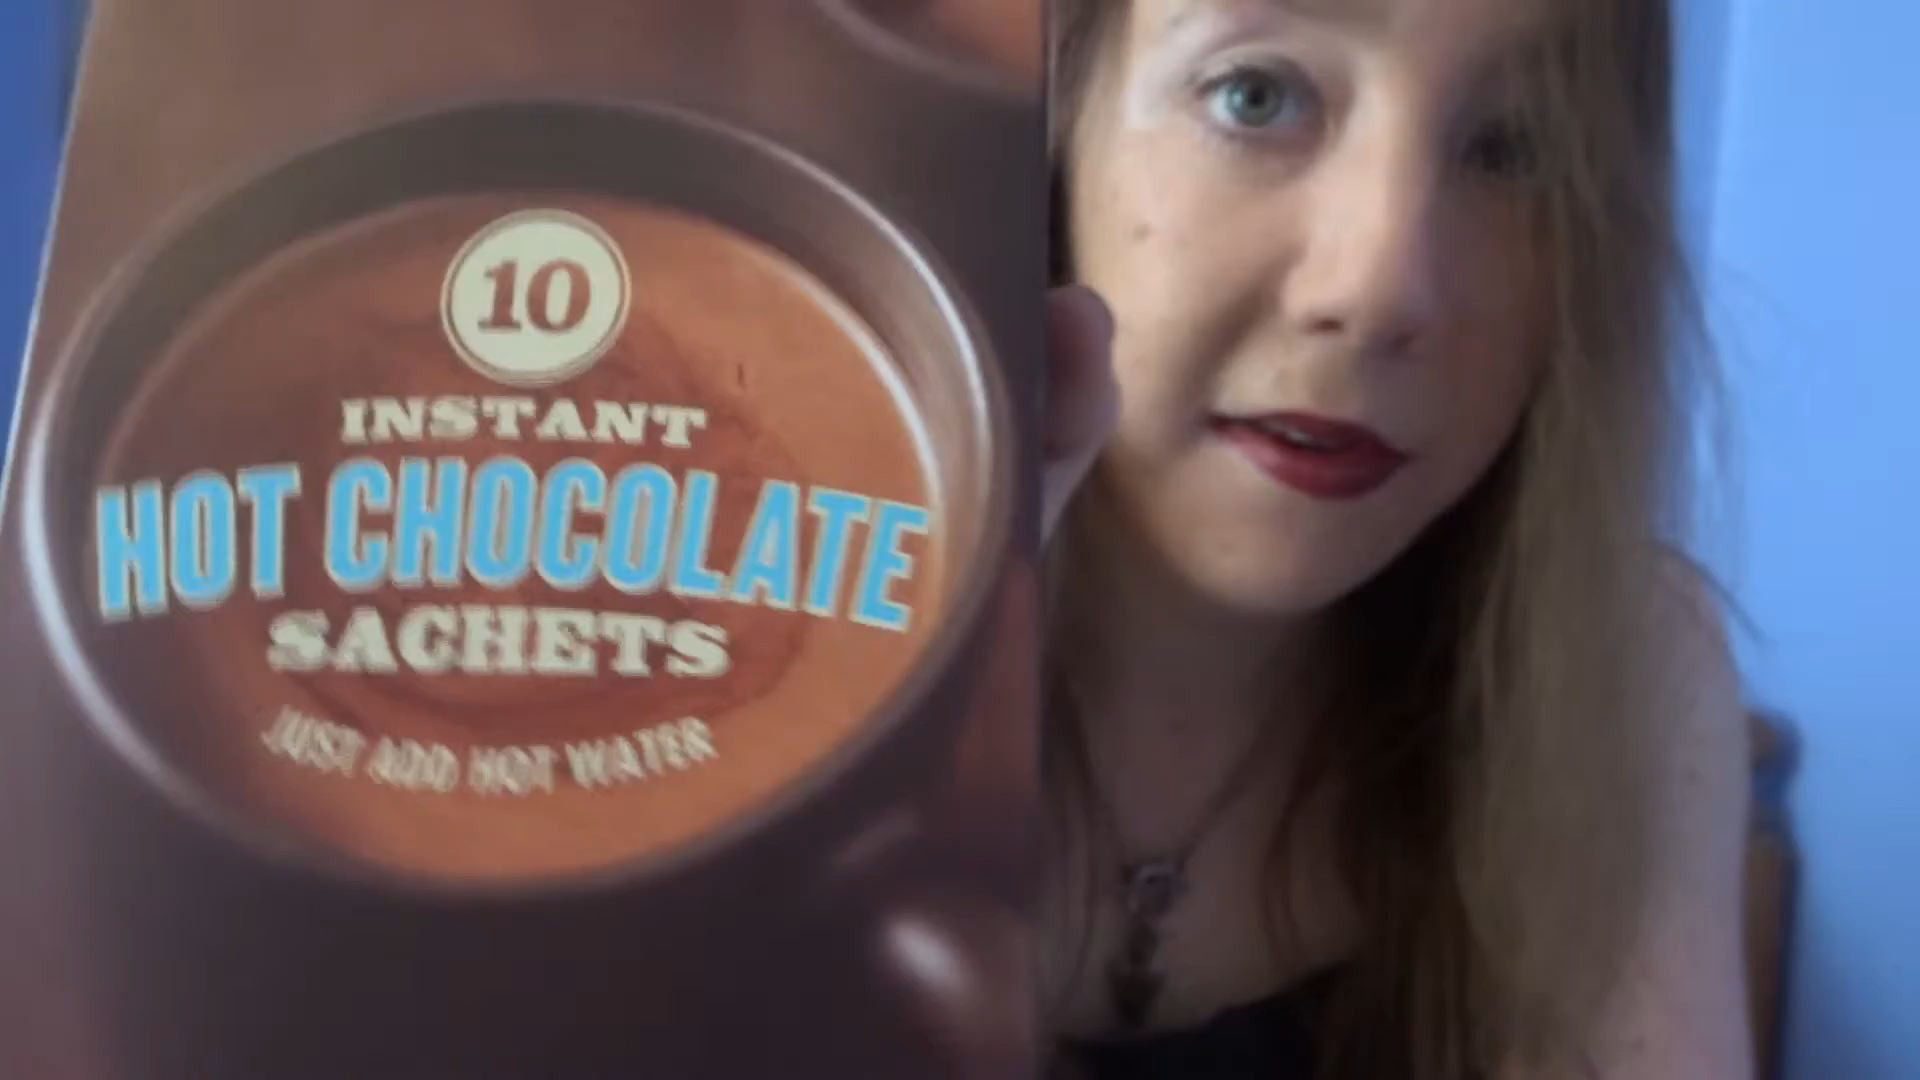 10
INSTANT
HOT CHOCOLATE
SACHETS
JUST ADD HOT WATER